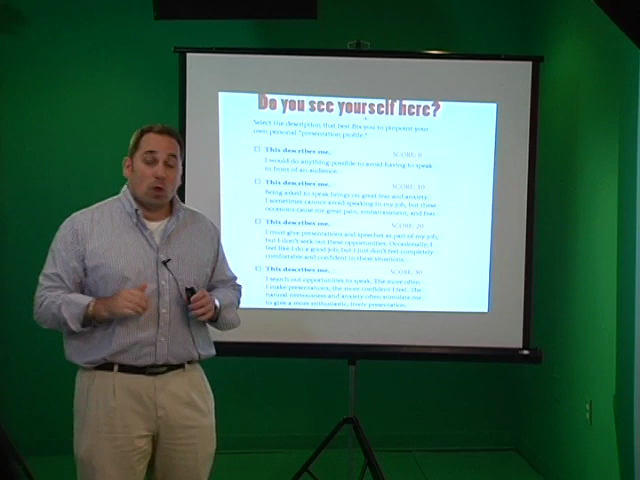 Do you see yourself here?
Select the description that best fits you to pinpoint your
own personal "presentation profile."
This describes me. SCORE: 0
I would do anything possible to avoid having to speak
in front of an audience.
This describes me. SCORE: 10
Being asked to speak brings on great fear and anxiety.
I sometimes cannot avoid speaking in my job, but these
occasions cause me great pain, embarrassment, and fear.
This describes me. SCORE: 20
I must give presentations and speeches as part of my job,
but I don't seek out these opportunities. Occasionally I
feel like I do a good job, but I just don't feel completely
comfortable and confident in these situations.
This describes me. SCORE: 30
I search out opportunities to speak. The more often
I make presentations, the more confident I feel. The
natural nervousness and anxiety often stimulate me
to give a more enthusiastic, lively presentation.